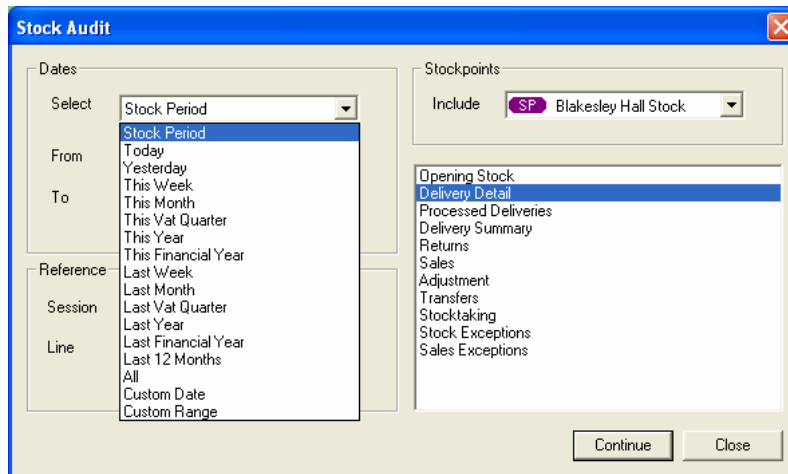 Stock Audit
Dates
Select
Stock Period
Stock Period
Today
Yesterday
This Week
This Month
This Vat Quarter
This Year
This Financial Year
Last Week
Last Month
Last Vat Quarter
Last Year
Last Financial Year
Last 12 Months
All
Custom Date
Custom Range
From
To
Reference
Session
Line
Stockpoints
Include
SP Blakesley Hall Stock
Opening Stock
Delivery Detail
Processed Deliveries
Delivery Summary
Returns
Sales
Adjustment
Transfers
Stocktaking
Stock Exceptions
Sales Exceptions
Continue
Close